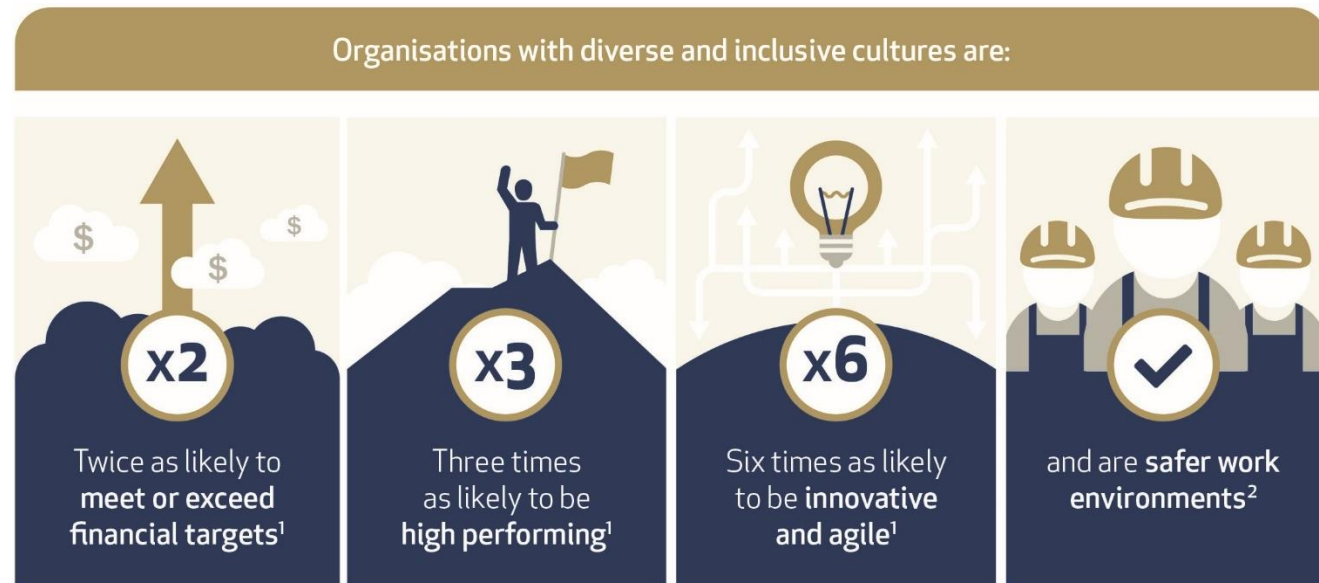 Organisations with diverse and inclusive cultures are:
$
$
$
x2
Twice as likely to
meet or exceed
financial targets¹
x3
Three times
as likely to be
high performing¹
x6
Six times as likely
to be innovative
and agile¹
and are safer work
environments²